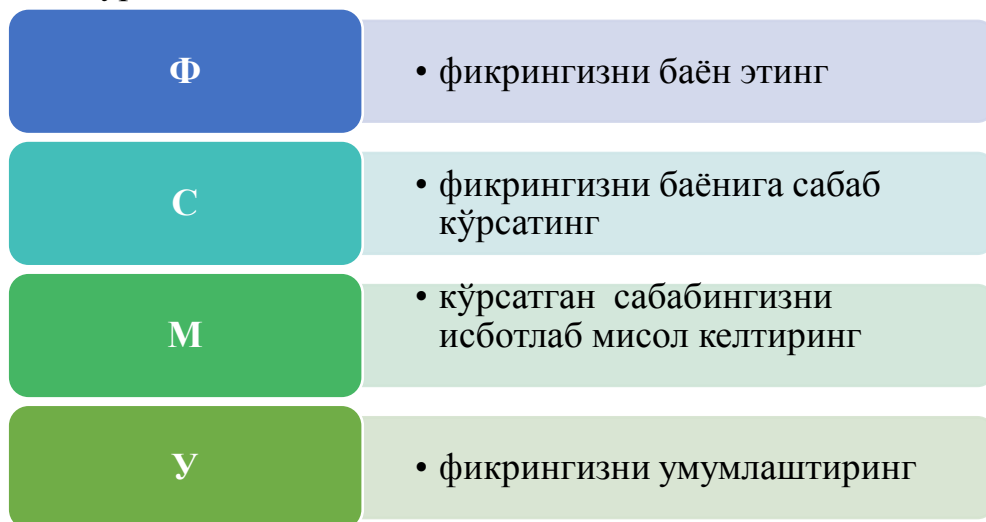 Ф
• фикрингизни баён этинг
С
• фикрингизни баёнига сабаб
кўрсатинг
М
• кўрсатган сабабингизни
исботлаб мисол келтиринг
У
• фикрингизни умумлаштиринг